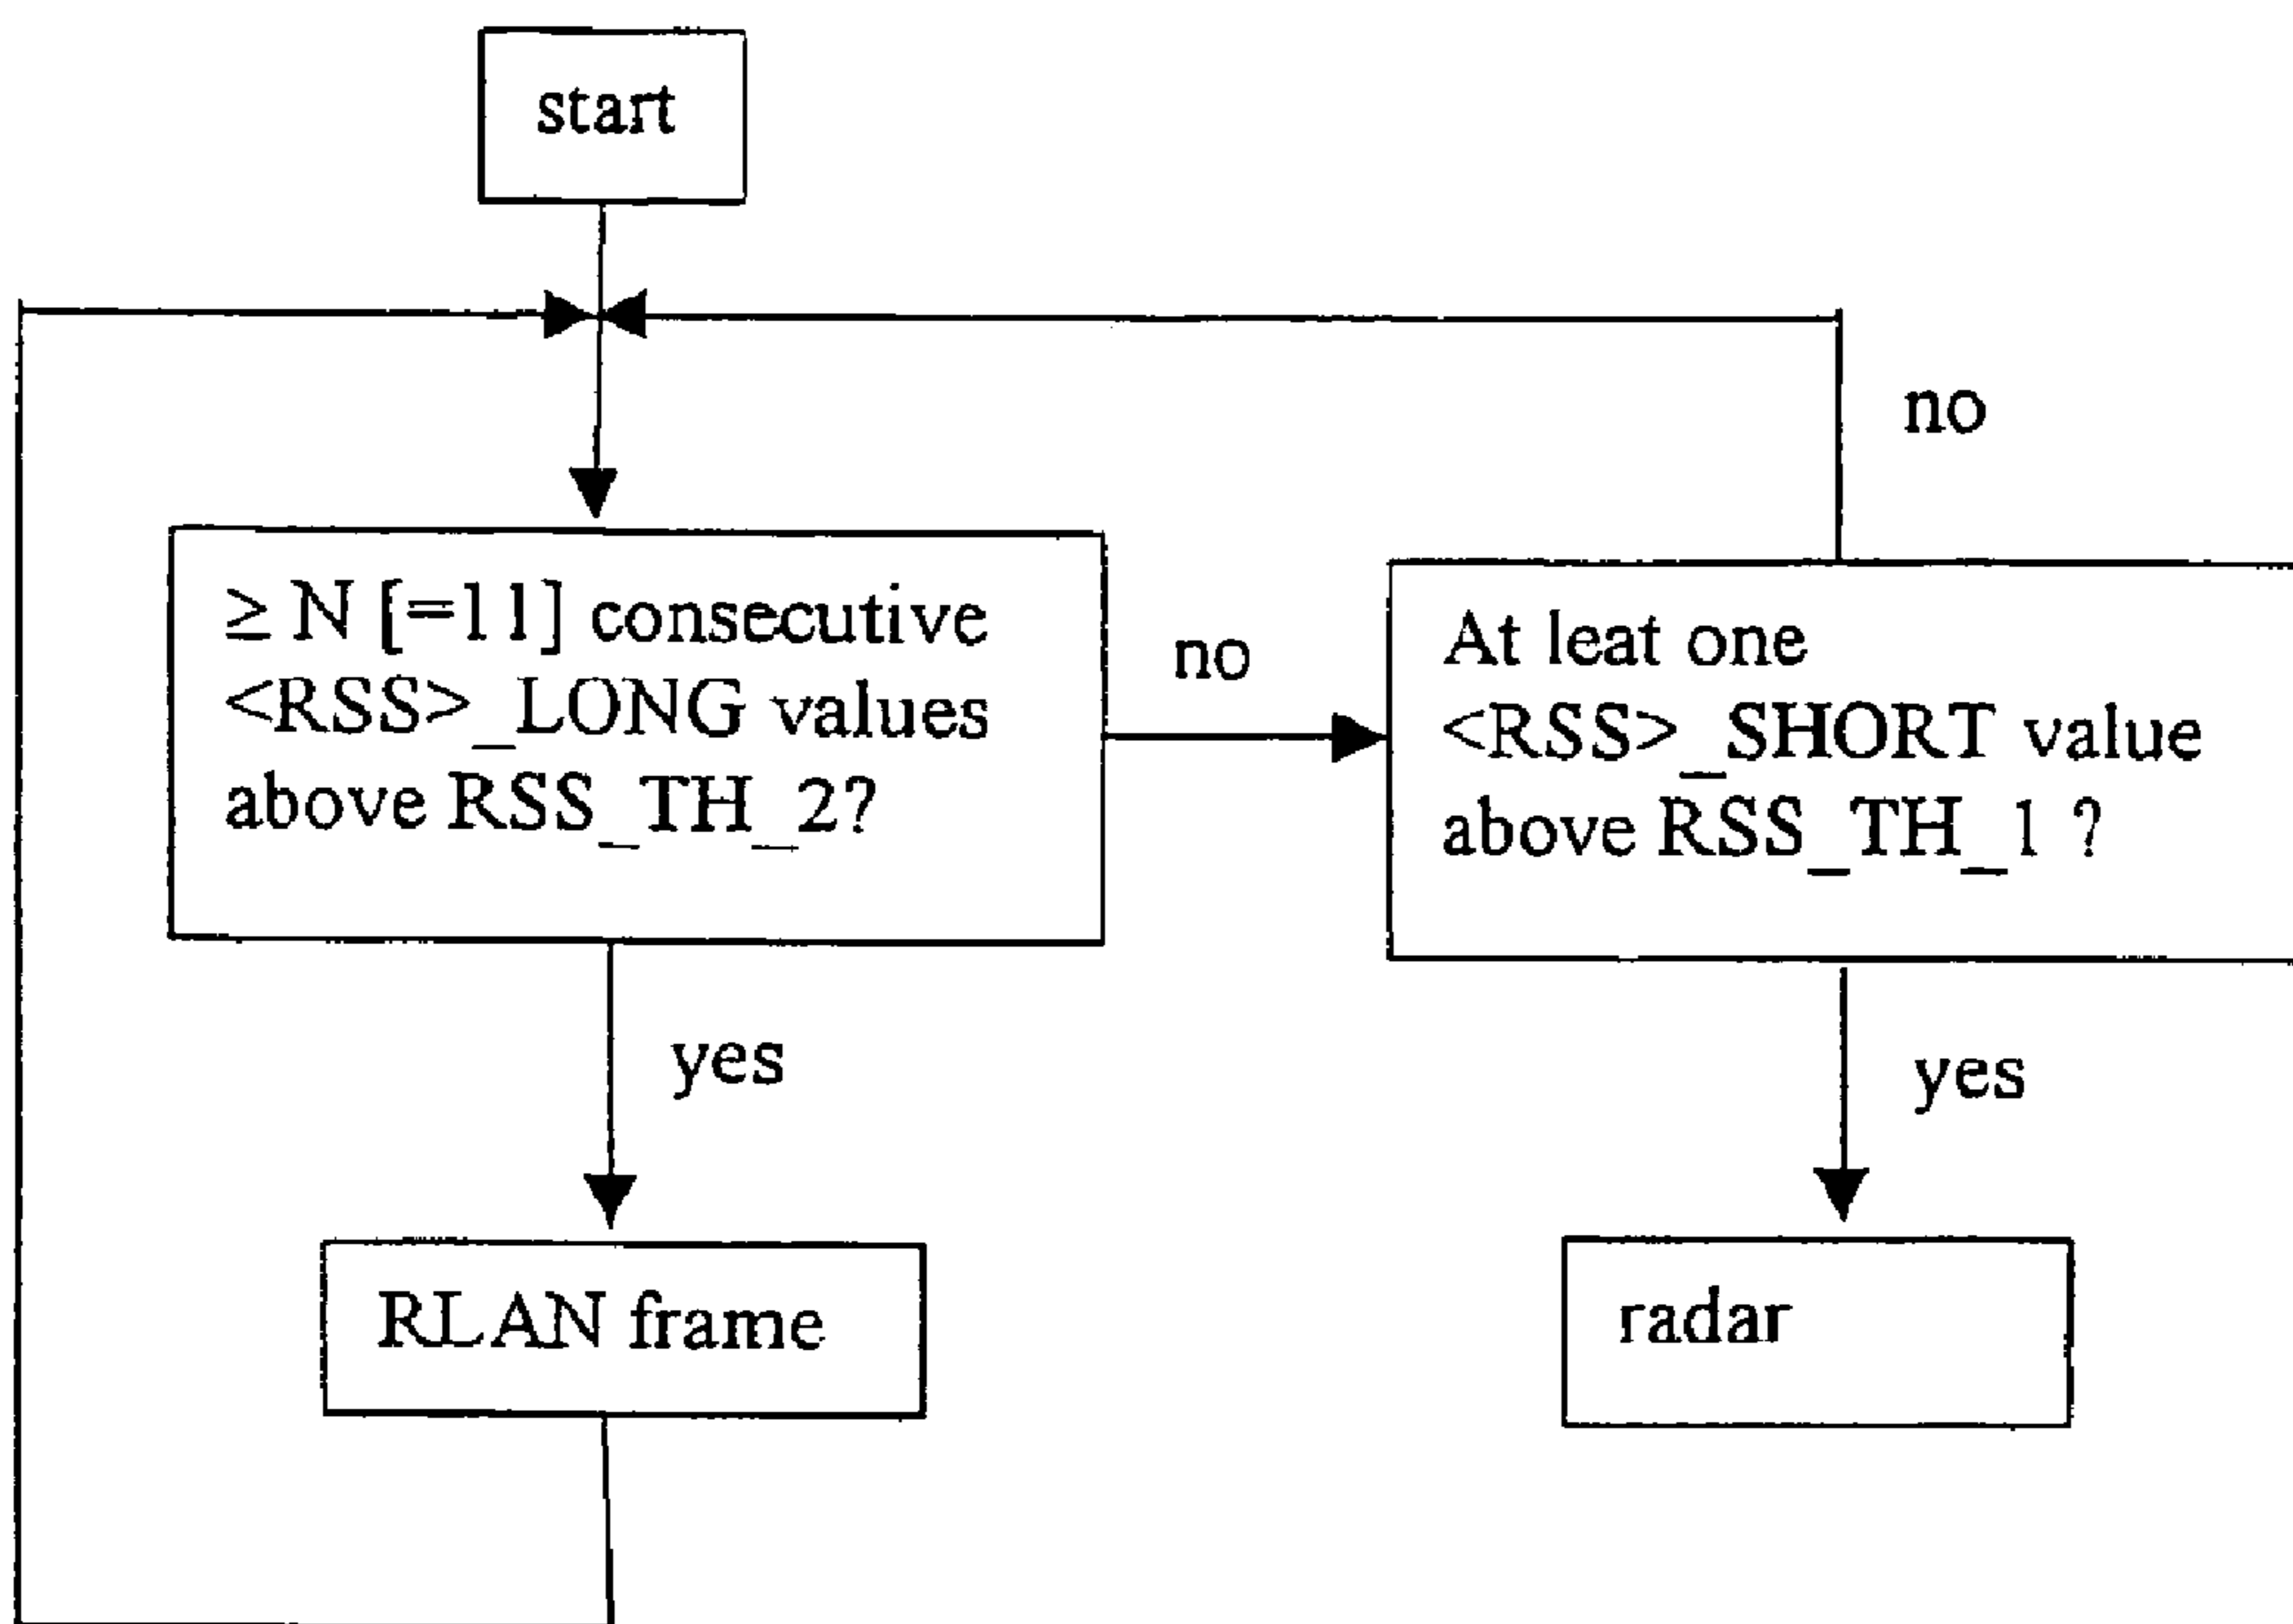 start
no
≥ N [=11] consecutive
<RSS>_LONG values
above RSS_TH_2?
no
At leat one
<RSS>_SHORT value
above RSS_TH_1 ?
yes
yes
RLAN frame
radar